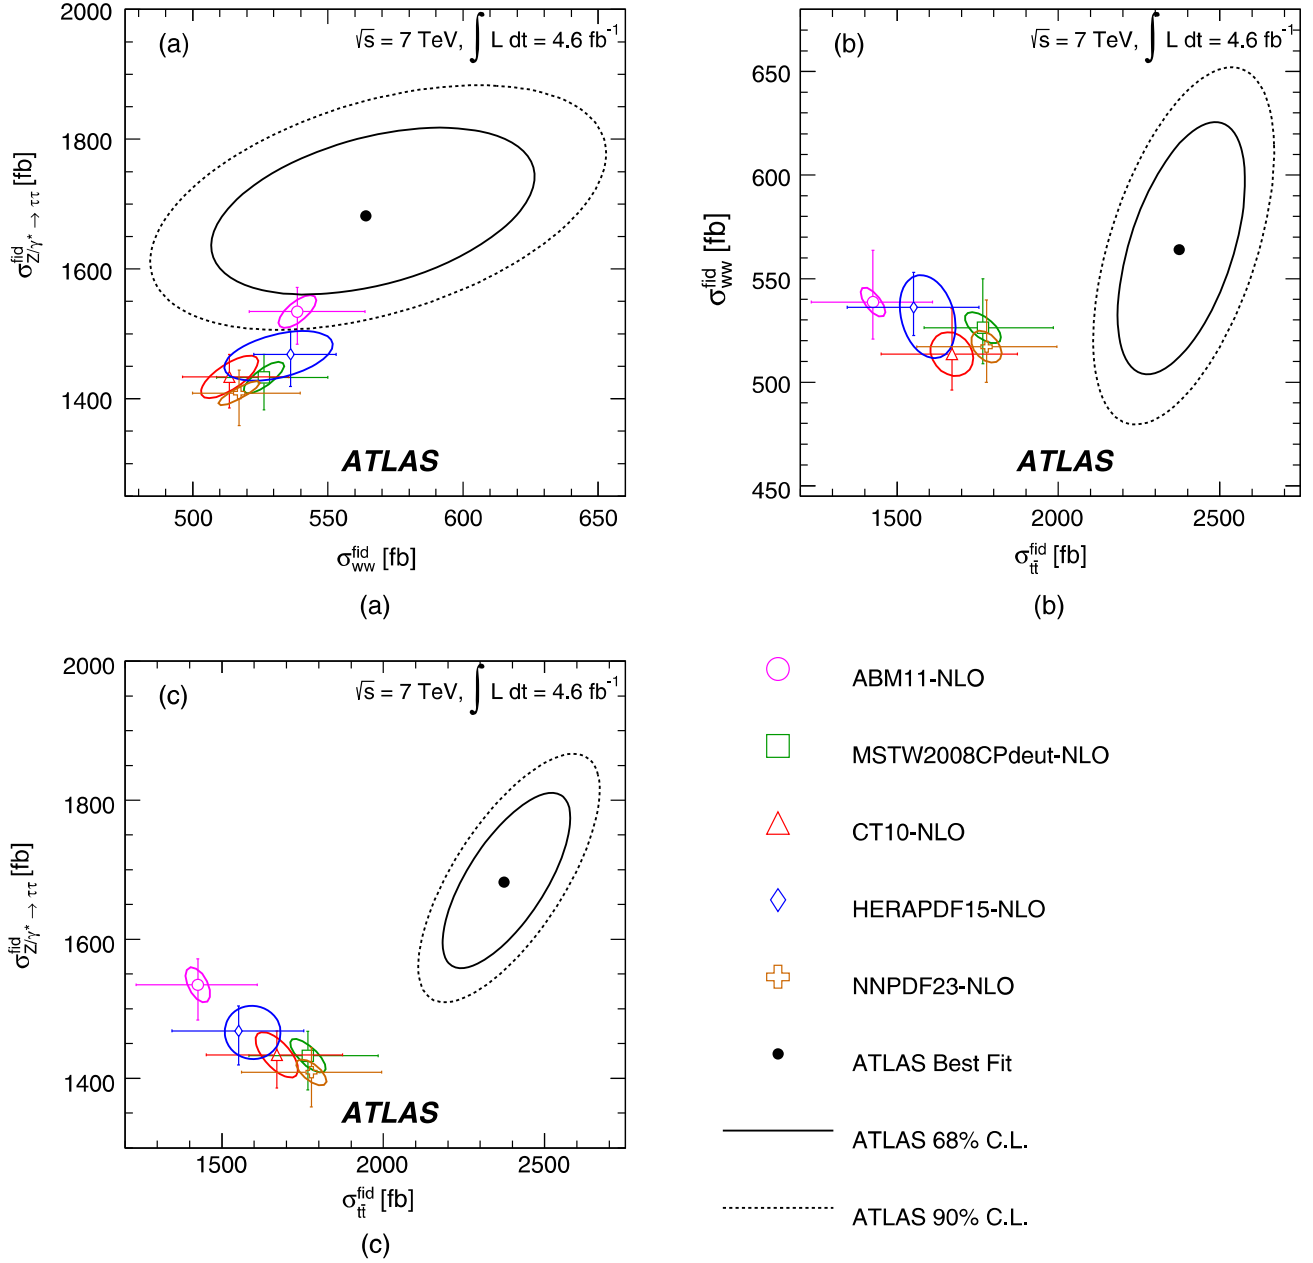 (a)
√s = 7 TeV, ∫ L dt = 4.6 fb⁻¹
2000
1800
1600
1400
σ^fid_Z/γ* → ττ [fb]
ATLAS
500 550 600 650
σ^fid_ww [fb]
(a)
(b)
√s = 7 TeV, ∫ L dt = 4.6 fb⁻¹
650
600
550
500
450
σ^fid_ww [fb]
ATLAS
1500 2000 2500
σ^fid_tt̄ [fb]
(b)
(c)
√s = 7 TeV, ∫ L dt = 4.6 fb⁻¹
2000
1800
1600
1400
σ^fid_Z/γ* → ττ [fb]
ATLAS
1500 2000 2500
σ^fid_tt̄ [fb]
(c)
ABM11-NLO
MSTW2008CPdeut-NLO
CT10-NLO
HERAPDF15-NLO
NNPDF23-NLO
ATLAS Best Fit
ATLAS 68% C.L.
ATLAS 90% C.L.